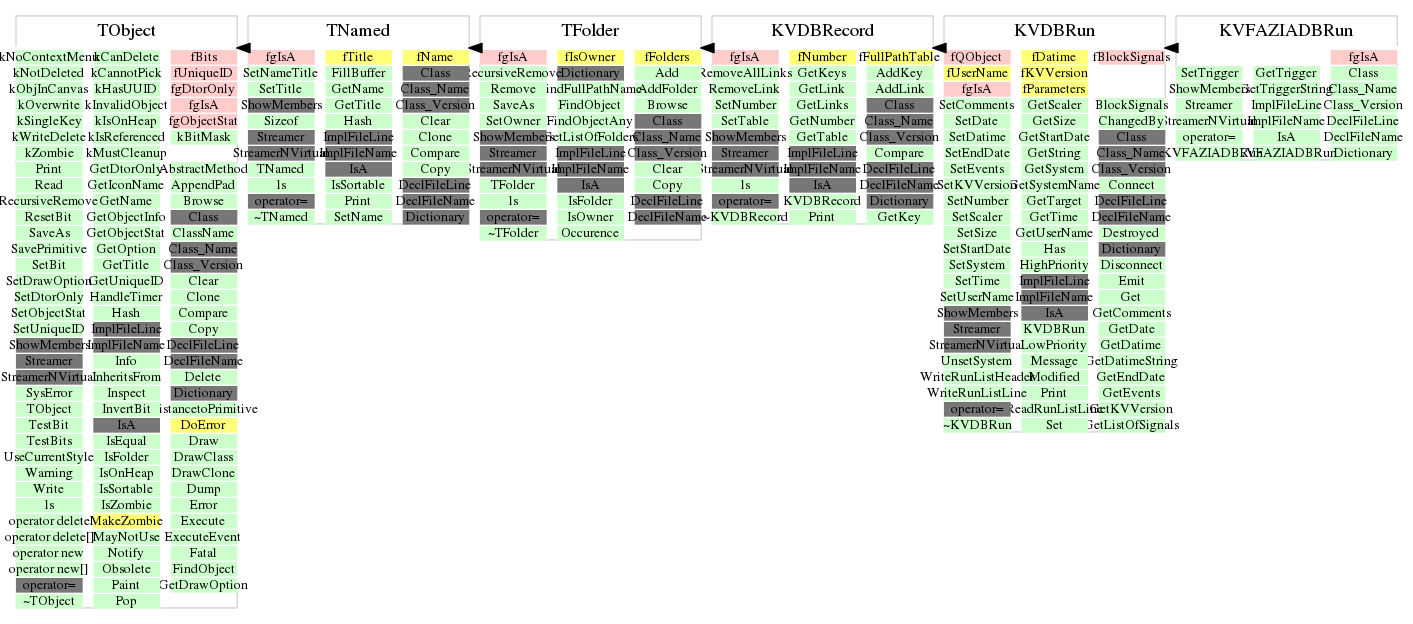 TObject
kNoContextMenu kCanDelete fBits
kNotDeleted kCannotPick fUniqueID
kObjInCanvas kHasUUID fgDtorOnly
kOverwrite kInvalidObject fgIsA
kSingleKey kIsOnHeap fgObjectStat
kWriteDelete kIsReferenced kBitMask
kZombie kMustCleanup
Print GetDtorOnly AbstractMethod
Read GetIconName AppendPad
RecursiveRemove GetName Browse
ResetBit GetObjectInfo Class
SaveAs GetObjectStat ClassName
SavePrimitive GetOption Class_Name
SetBit GetTitle Class_Version
SetDrawOption GetUniqueID Clear
SetDtorOnly HandleTimer Clone
SetObjectStat Hash Compare
SetUniqueID ImplFileLine Copy
ShowMembers ImplFileName DeclFileLine
Streamer Info DeclFileName
StreamerNVirtual InheritsFrom Delete
SysError Inspect Dictionary
TObject InvertBit istancetoPrimitive
TestBit IsA DoError
TestBits IsEqual Draw
UseCurrentStyle IsFolder DrawClass
Warning IsOnHeap DrawClone
Write IsSortable Dump
ls IsZombie Error
operator delete MakeZombie Execute
operator delete[] MayNotUse ExecuteEvent
operator new Notify Fatal
operator new[] Obsolete FindObject
operator= Paint GetDrawOption
~TObject Pop
TNamed
fgIsA fTitle fName
SetNameTitle FillBuffer Class
SetTitle GetName Class_Name
ShowMembers GetTitle Class_Version
Sizeof Hash Clear
Streamer ImplFileLine Clone
StreamerNVirtual ImplFileName Compare
TNamed IsA Copy
ls IsSortable DeclFileLine
operator= Print DeclFileName
~TNamed SetName Dictionary
TFolder
fgIsA fIsOwner fFolders
RecursiveRemove Dictionary Add
Remove indFullPathName AddFolder
SaveAs FindObject Browse
SetOwner FindObjectAny Class
ShowMembers GetListOfFolders Class_Name
Streamer ImplFileLine Class_Version
StreamerNVirtual ImplFileName Clear
TFolder IsA Copy
ls IsFolder DeclFileLine
operator= IsOwner DeclFileName
~TFolder Occurence
KVDBRecord
fgIsA fNumber fFullPathTable
RemoveAllLinks GetKeys AddKey
RemoveLink GetLink AddLink
SetNumber GetLinks Class
SetTable GetNumber Class_Name
ShowMembers GetTable Class_Version
Streamer ImplFileLine Compare
StreamerNVirtual ImplFileName DeclFileLine
ls IsA DeclFileName
operator= KVDBRecord Dictionary
~KVDBRecord Print GetKey
KVDBRun
fQObject fDatime fBlockSignals
fUserName fKVVersion
fgIsA fParameters
SetComments GetScaler BlockSignals
SetDate GetSize ChangedBy
SetDatime GetStartDate Class
SetEndDate GetString Class_Name
SetEvents GetSystem Class_Version
SetKVVersion GetSystemName Connect
SetNumber GetTarget DeclFileLine
SetScaler GetTime DeclFileName
SetSize GetUserName Destroyed
SetStartDate Has Dictionary
SetSystem HighPriority Disconnect
SetTime ImplFileLine Emit
SetUserName ImplFileName Get
ShowMembers IsA GetComments
Streamer KVDBRun GetDate
StreamerNVirtual LowPriority GetDatime
UnsetSystem Message GetDatimeString
WriteRunListHeader Modified GetEndDate
WriteRunListLine Print GetEvents
operator= ReadRunListLine GetKVVersion
~KVDBRun Set GetListOfSignals
KVFAZIADBRun
fgIsA
SetTrigger GetTrigger Class
ShowMembers GetTriggerString Class_Name
Streamer ImplFileLine Class_Version
StreamerNVirtual ImplFileName DeclFileLine
operator= IsA DeclFileName
KVFAZIADBRun KVFAZIADBRun Dictionary